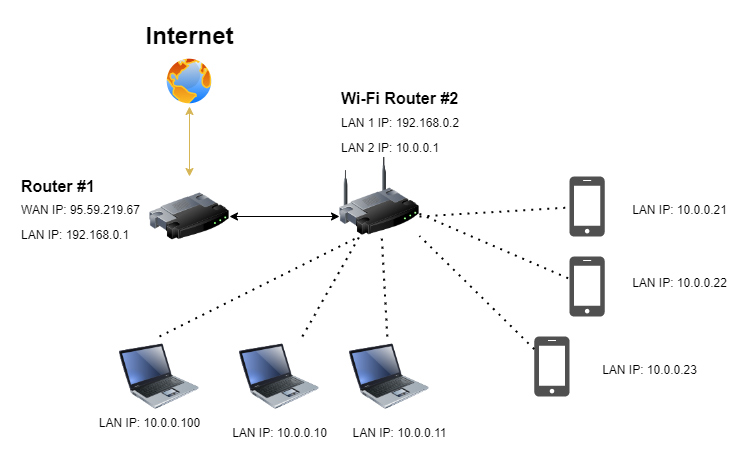 Internet
Wi-Fi Router #2
LAN 1 IP: 192.168.0.2
LAN 2 IP: 10.0.0.1
Router #1
WAN IP: 95.59.219.67
LAN IP: 192.168.0.1
LAN IP: 10.0.0.21
LAN IP: 10.0.0.22
LAN IP: 10.0.0.23
LAN IP: 10.0.0.100
LAN IP: 10.0.0.10
LAN IP: 10.0.0.11